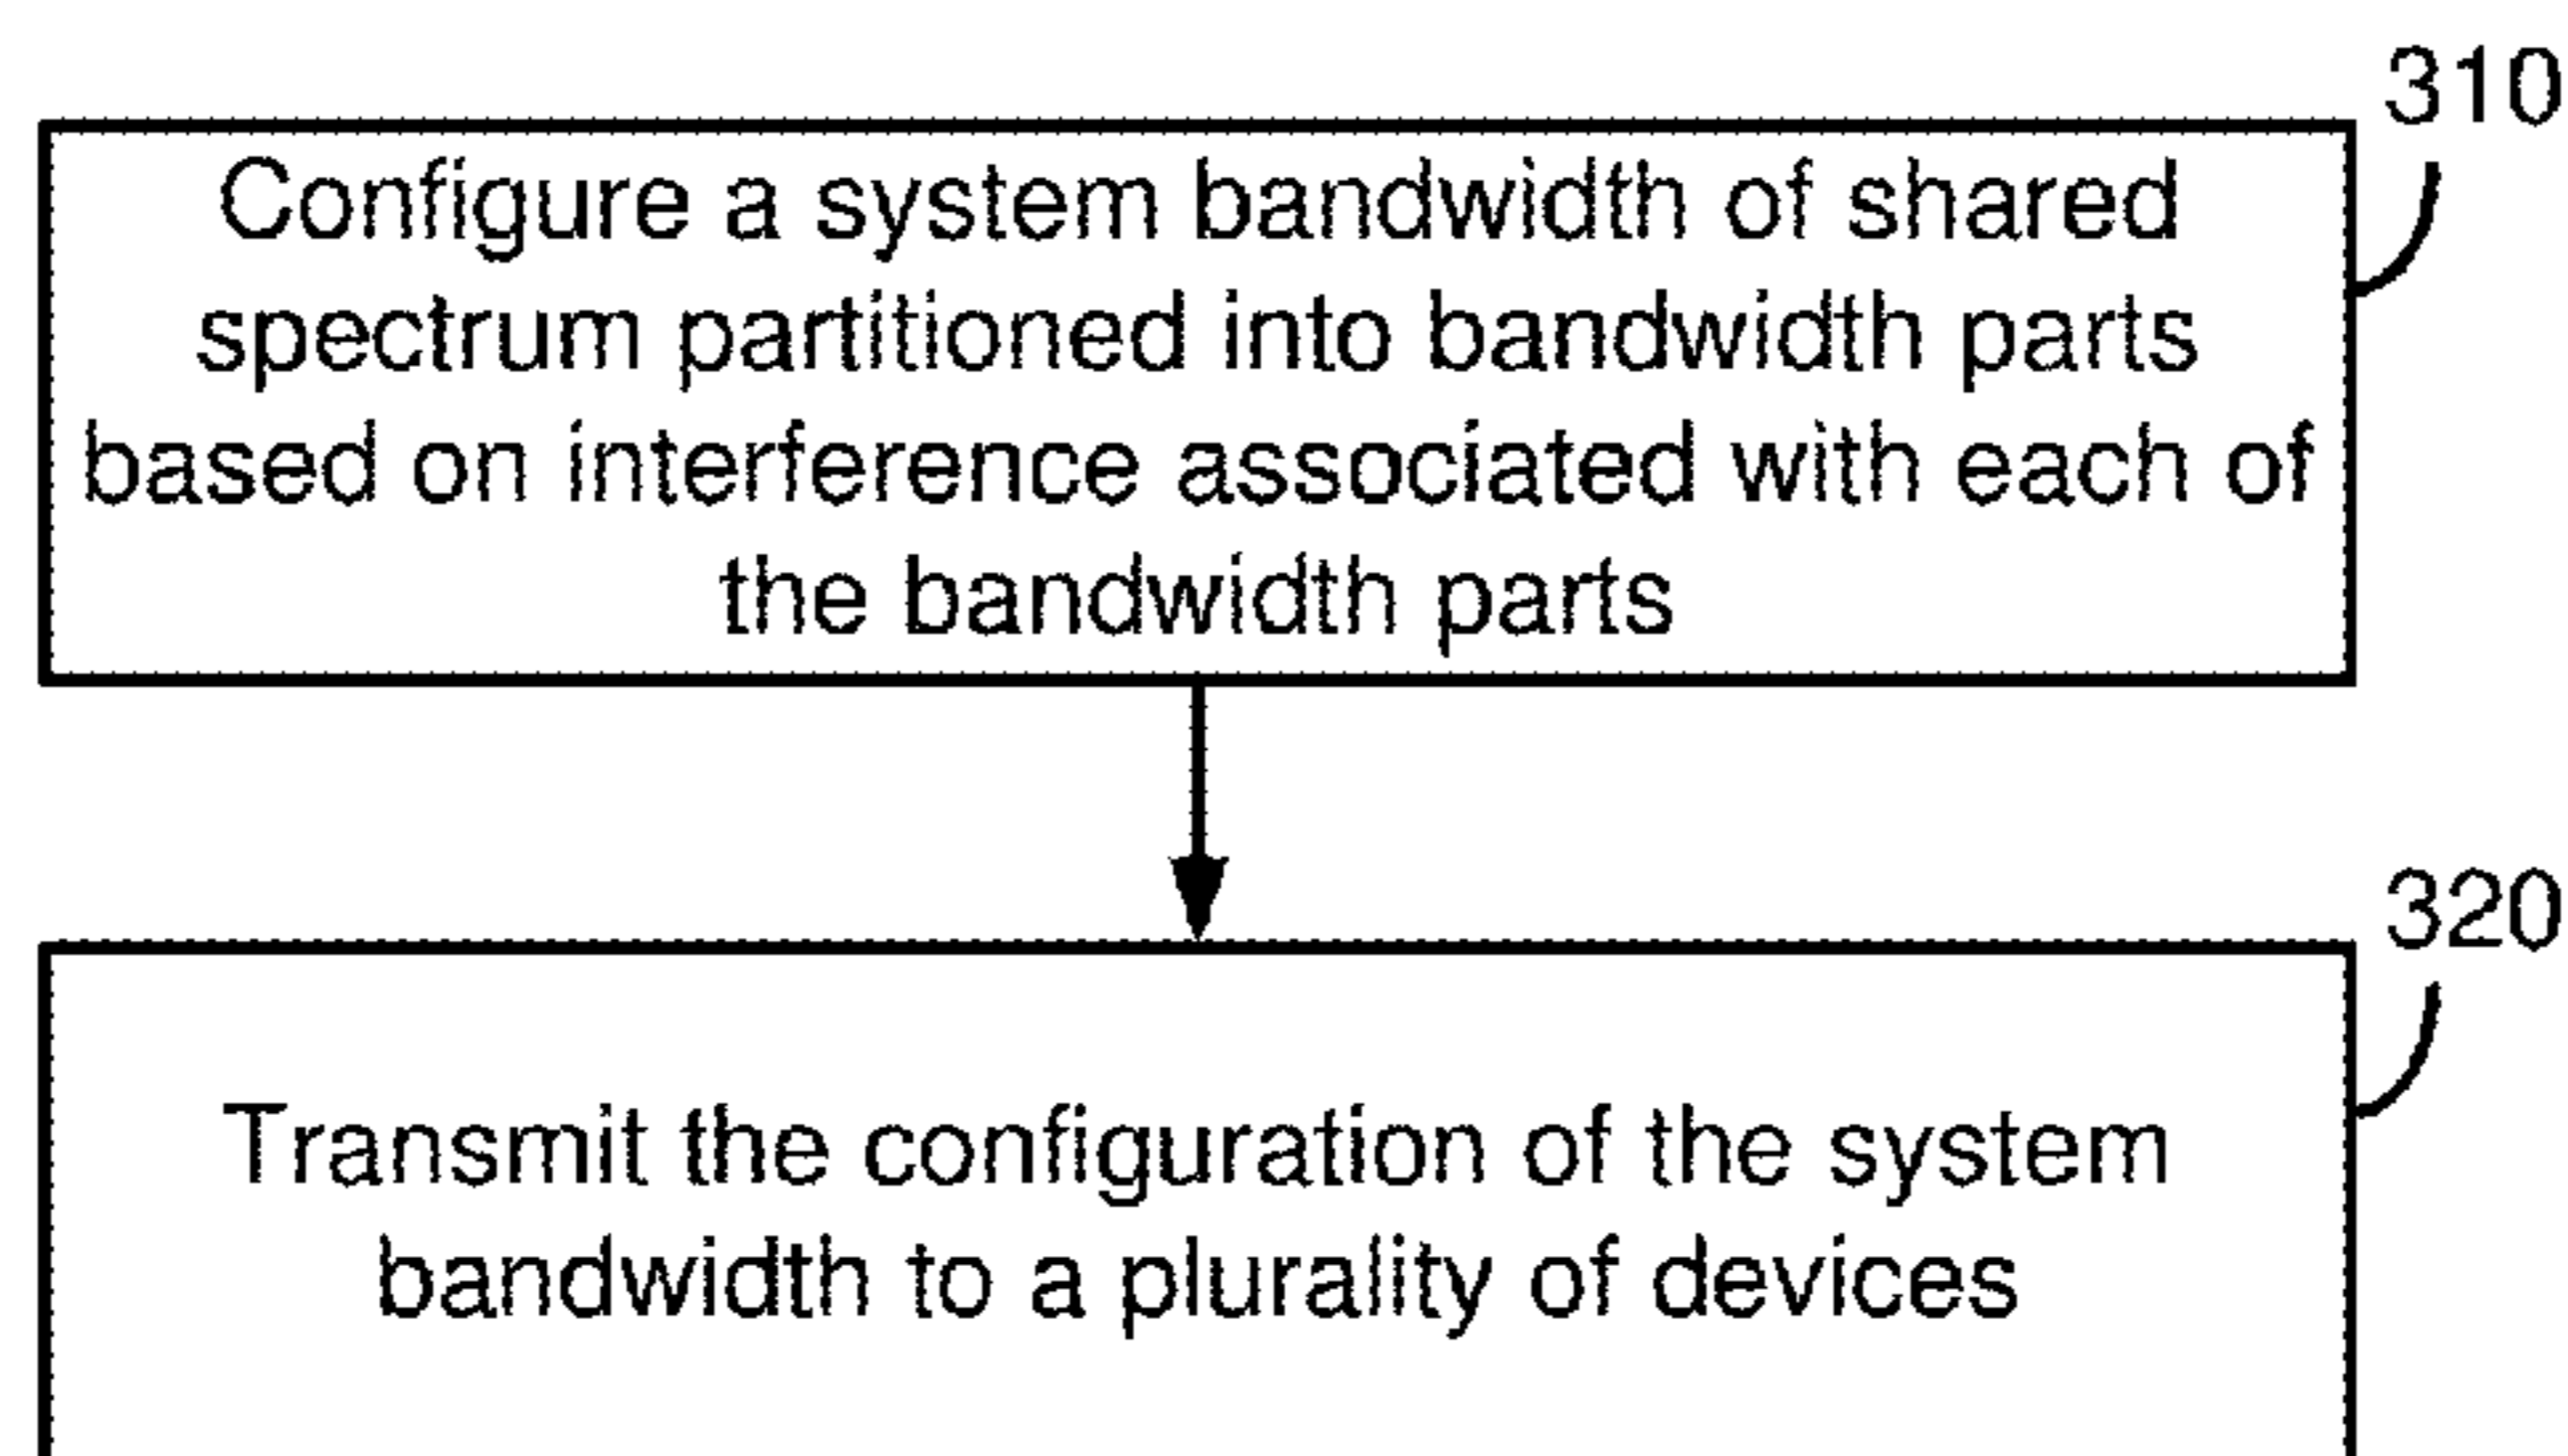 310
Configure a system bandwidth of shared
spectrum partitioned into bandwidth parts
based on interference associated with each of
the bandwidth parts
320
Transmit the configuration of the system
bandwidth to a plurality of devices